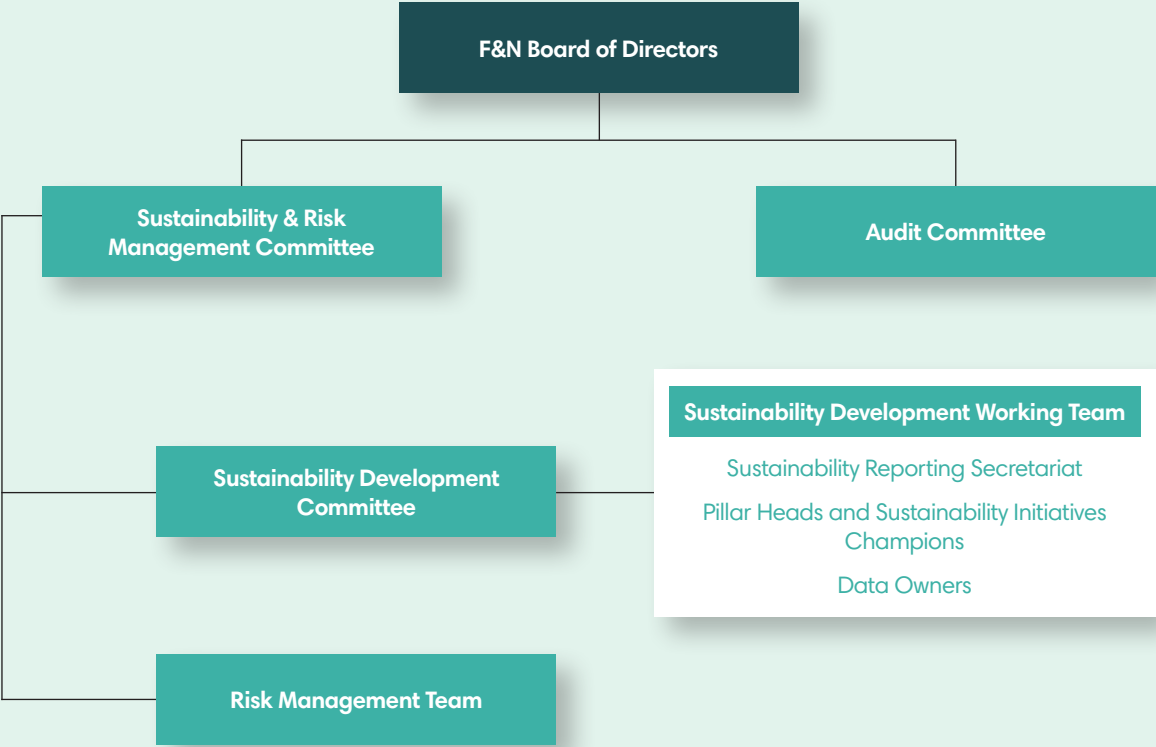 F&N Board of Directors
Sustainability & Risk
Management Committee
Audit Committee
Sustainability Development Working Team
Sustainability Reporting Secretariat
Pillar Heads and Sustainability Initiatives
Champions
Data Owners
Sustainability Development
Committee
Risk Management Team